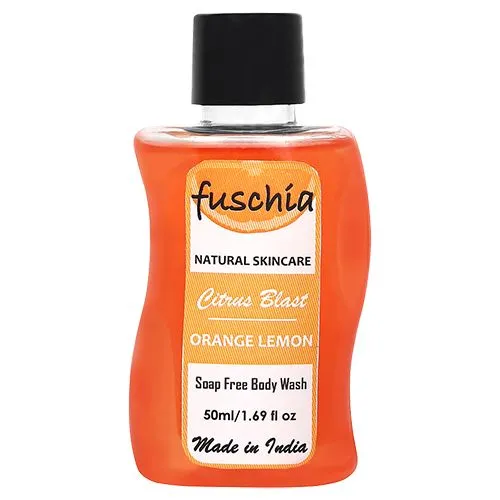 fuschia
NATURAL SKINCARE
Citrus Blast
ORANGE LEMON
Soap Free Body Wash
50ml/1.69 fl oz
Made in India